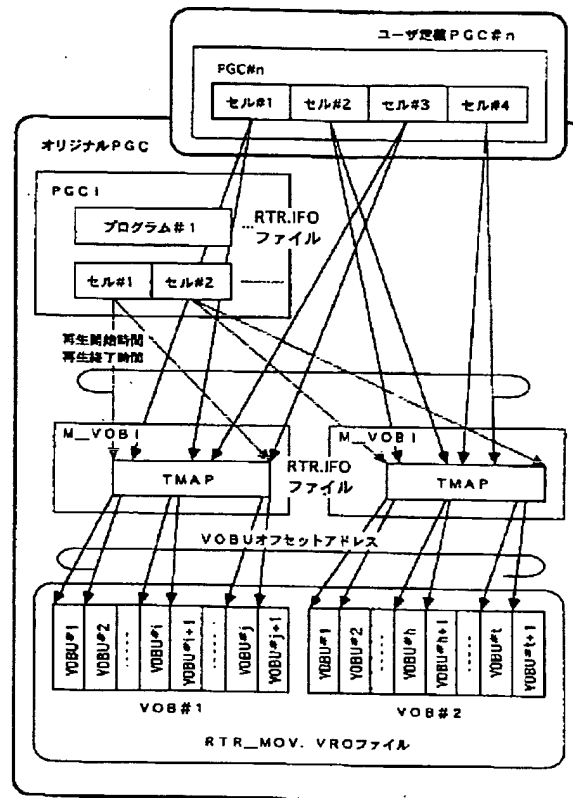 ユーザ定義PGC#n
PGC#n
セル#1 セル#2 セル#3 セル#4
オリジナルPGC
PGCI
プログラム#1
RTR.IFO
ファイル
セル#1 セル#2
再生開始時間
再生終了時間
M_VOBI
M_VOBI
TMAP
RTR.IFO
ファイル
TMAP
VOBUオフセットアドレス
VOBU#1 VOBU#2 ····· VOBU#i VOBU#i+1 ····· VOBU#j VOBU#j+1
VOBU#1 VOBU#2 ····· VOBU#h VOBU#h+1 ····· VOBU#t VOBU#t+1
VOB#1
VOB#2
RTR_MOV. VROファイル